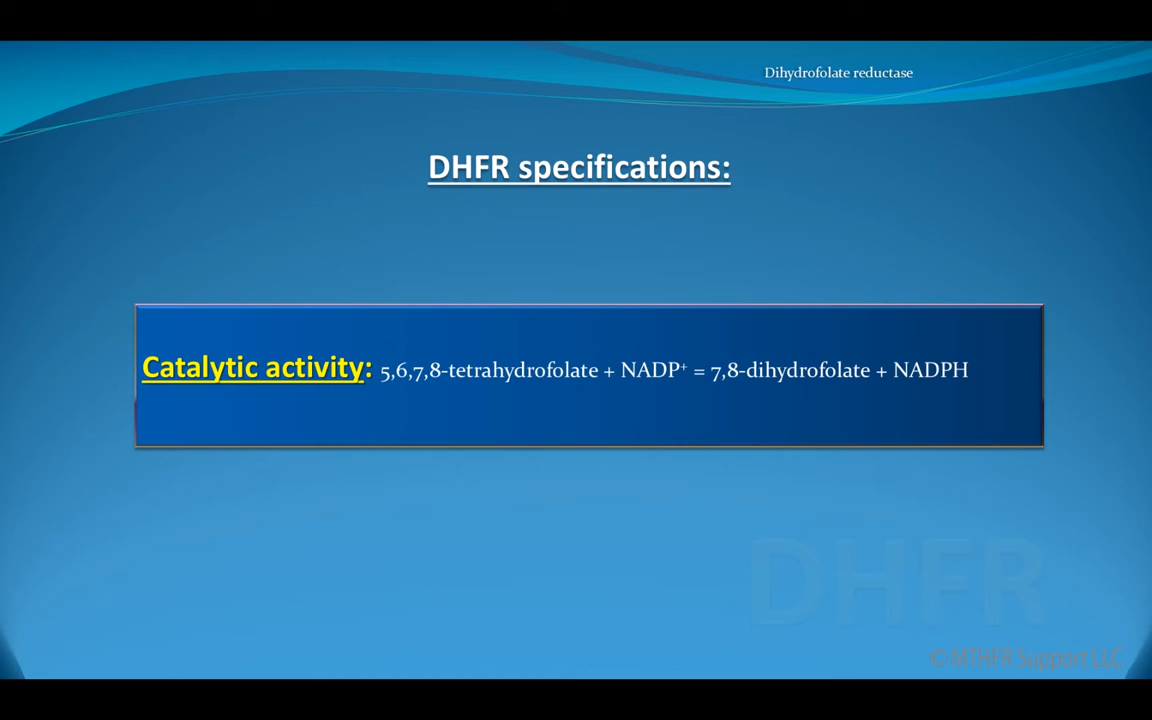 Dihydrofolate reductase
DHFR specifications:
Catalytic activity: 5,6,7,8-tetrahydrofolate + NADP⁺ = 7,8-dihydrofolate + NADPH
DHFR
© MTHFR Support LLC